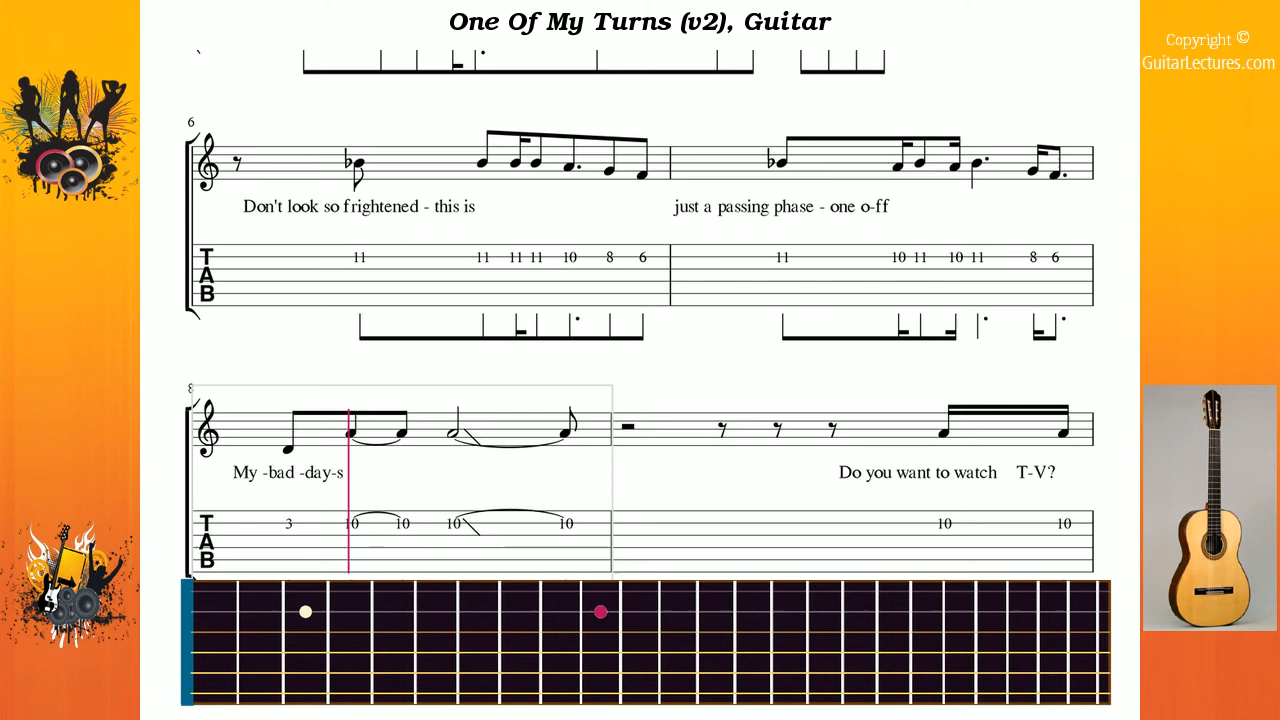 One Of My Turns (v2), Guitar
Copyright ©
GuitarLectures.com
6
Don't look so frightened - this is just a passing phase - one o-ff
T A B 11 11 11 11 10 8 6 11 10 11 10 11 8 6
8
My -bad -day-s Do you want to watch T-V?
T A B 3 10 10 10 10 10 10